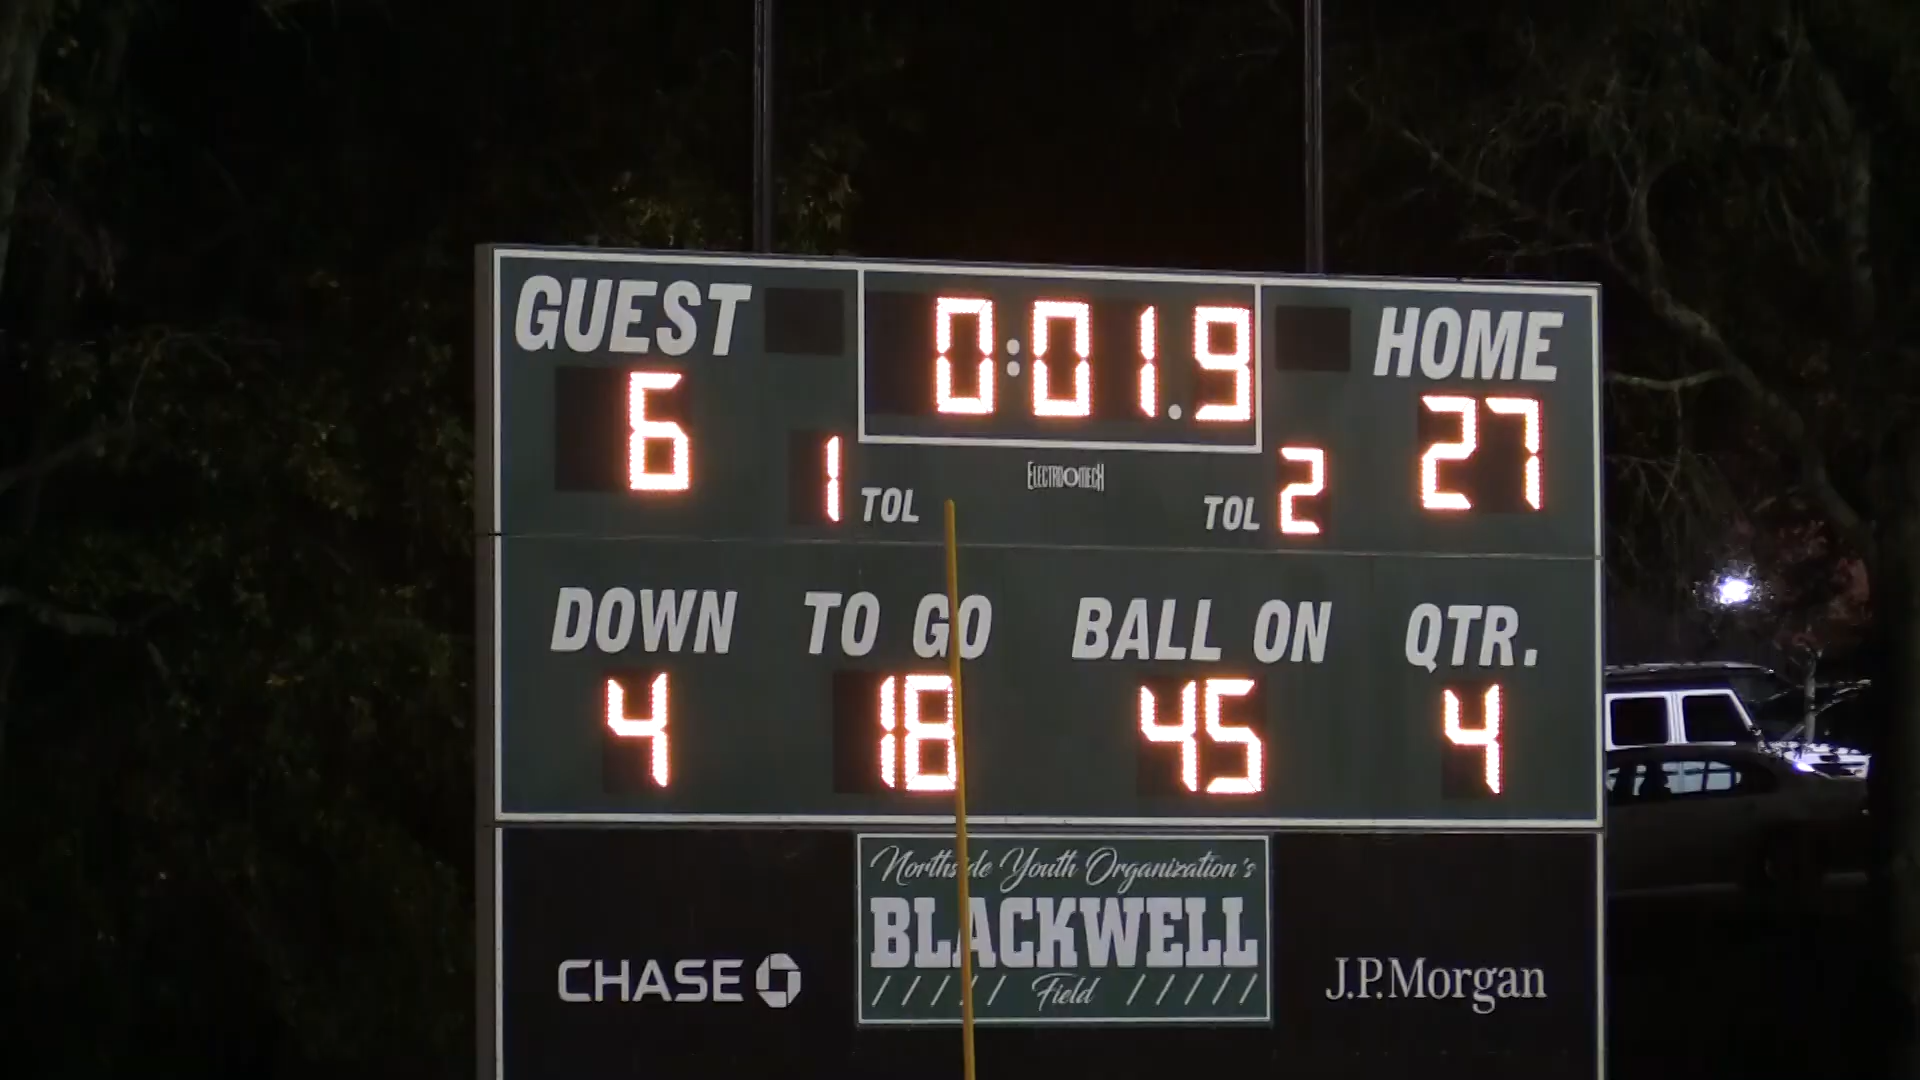 GUEST 0:01.9 HOME
6 27
1 TOL ELECTRO MECH TOL 2
DOWN TO GO BALL ON QTR.
4 18 45 4
Northside Youth Organization's
BLACKWELL
Field
CHASE
J.P.Morgan